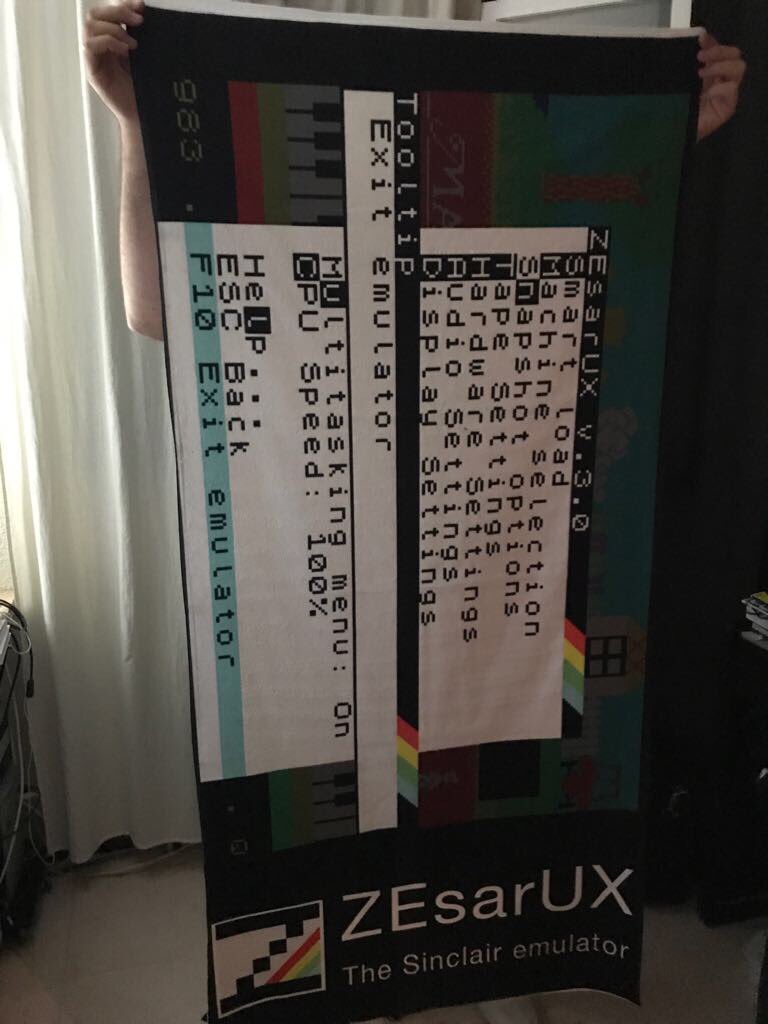 ZEsarUX v.3.0
Smart load
Machine selection
Snapshot options
Tape Settings
Hardware Settings
Audio Settings
Display Settings
Tooltip
Exit emulator
Multitasking menu: On
CPU Speed: 100%
HeLP...
ESC Back
F10 Exit emulator
ZEsarUX
The Sinclair emulator